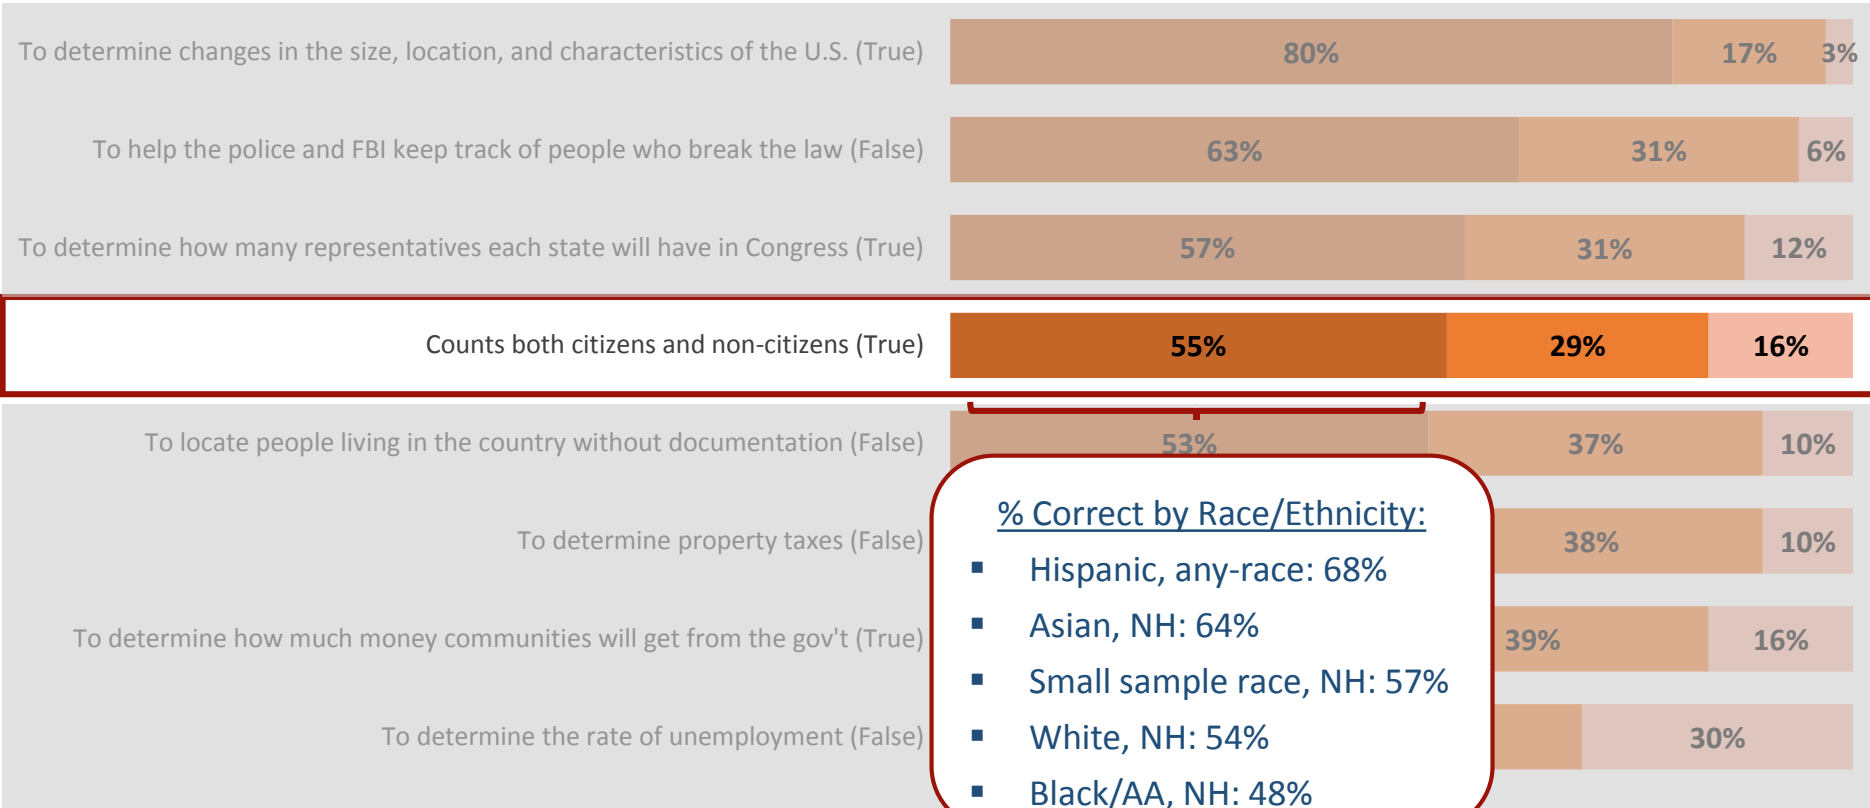 To determine changes in the size, location, and characteristics of the U.S. (True) 80% 17% 3%
To help the police and FBI keep track of people who break the law (False) 63% 31% 6%
To determine how many representatives each state will have in Congress (True) 57% 31% 12%
Counts both citizens and non-citizens (True) 55% 29% 16%
To locate people living in the country without documentation (False) 53% 37% 10%
To determine property taxes (False) 38% 10%
To determine how much money communities will get from the gov't (True) 39% 16%
To determine the rate of unemployment (False) 30%
% Correct by Race/Ethnicity:
▪ Hispanic, any-race: 68%
▪ Asian, NH: 64%
▪ Small sample race, NH: 57%
▪ White, NH: 54%
▪ Black/AA, NH: 48%